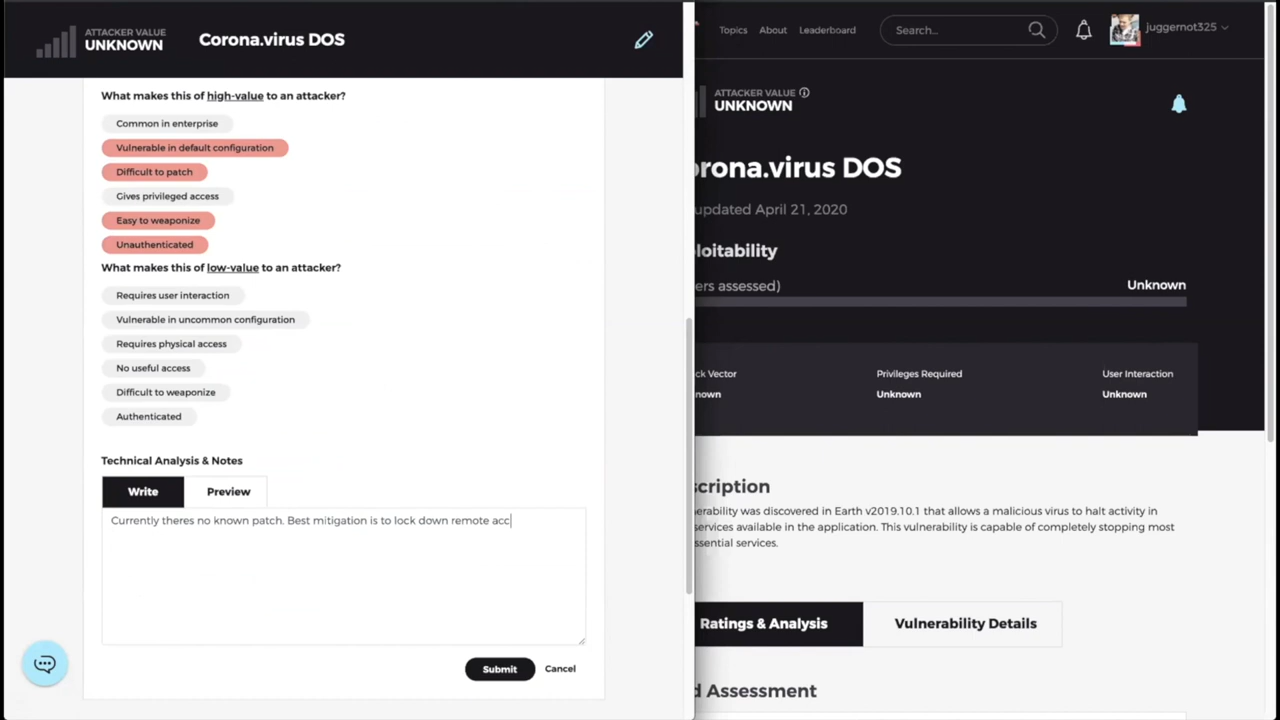 ATTACKER VALUE
UNKNOWN
Corona.virus DOS
What makes this of high-value to an attacker?
Common in enterprise
Vulnerable in default configuration
Difficult to patch
Gives privileged access
Easy to weaponize
Unauthenticated
What makes this of low-value to an attacker?
Requires user interaction
Vulnerable in uncommon configuration
Requires physical access
No useful access
Difficult to weaponize
Authenticated
Technical Analysis & Notes
Write
Preview
Currently theres no known patch. Best mitigation is to lock down remote acc
Submit
Cancel
Topics
About
Leaderboard
Search...
juggernot325
ATTACKER VALUE
UNKNOWN
orona.virus DOS
updated April 21, 2020
loitability
ers assessed)
Unknown
ck Vector
nown
Privileges Required
Unknown
User Interaction
Unknown
scription
nerability was discovered in Earth v2019.10.1 that allows a malicious virus to halt activity in
services available in the application. This vulnerability is capable of completely stopping most
ssential services.
Ratings & Analysis
Vulnerability Details
d Assessment